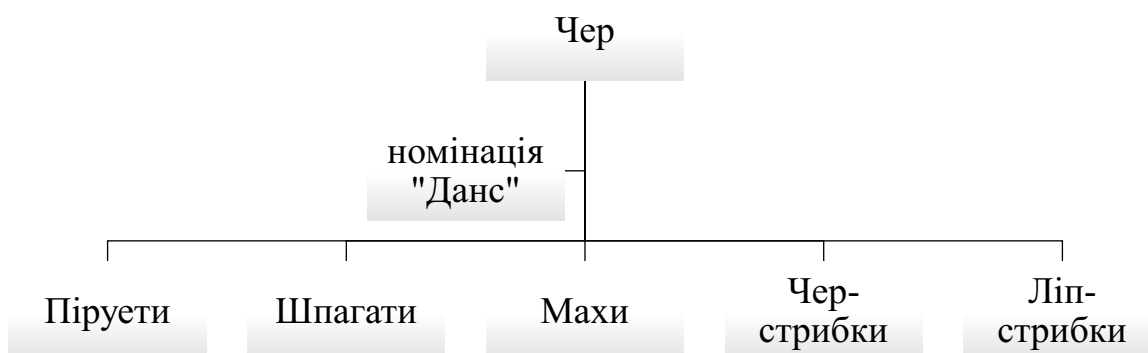 Чер
номінація
"Данс"
Піруети
Шпагати
Махи
Чер-
стрибки
Ліп-
стрибки